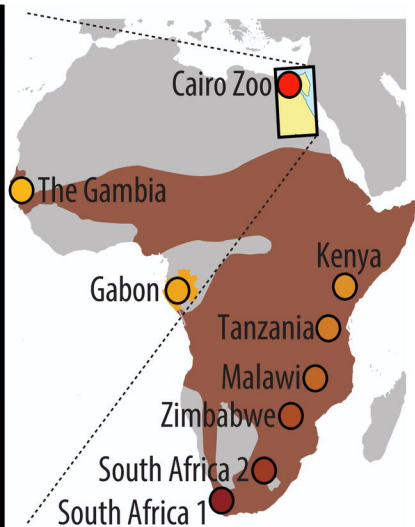 Cairo Zoo
The Gambia
Kenya
Gabon
Tanzania
Malawi
Zimbabwe
South Africa 2
South Africa 1